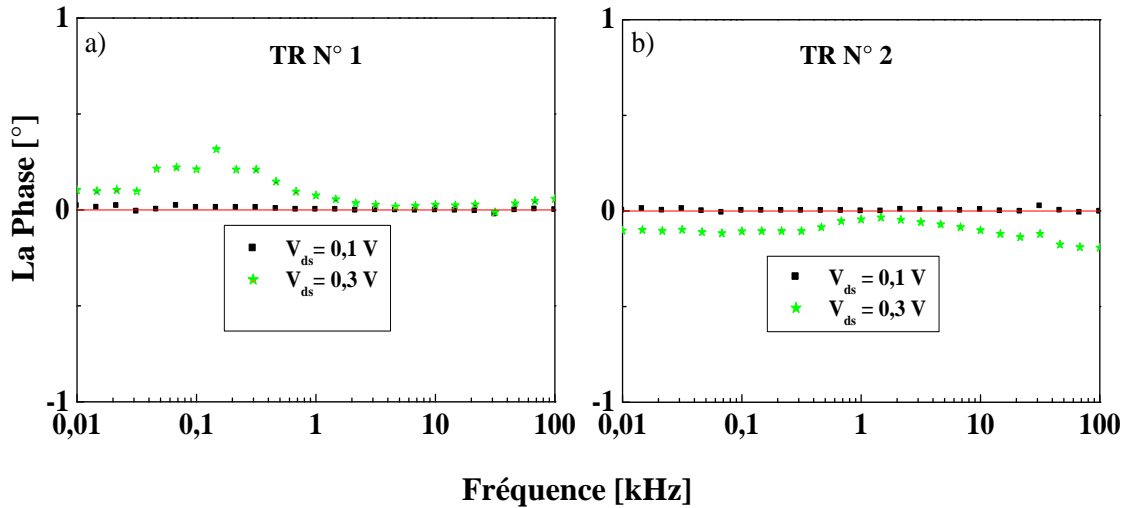 a)
TR N° 1
1
0
-1
0,01
0,1
1
10
100
V_ds = 0,1 V
V_ds = 0,3 V
b)
TR N° 2
1
0
-1
0,01
0,1
1
10
100
V_ds = 0,1 V
V_ds = 0,3 V
La Phase [°]
Fréquence [kHz]